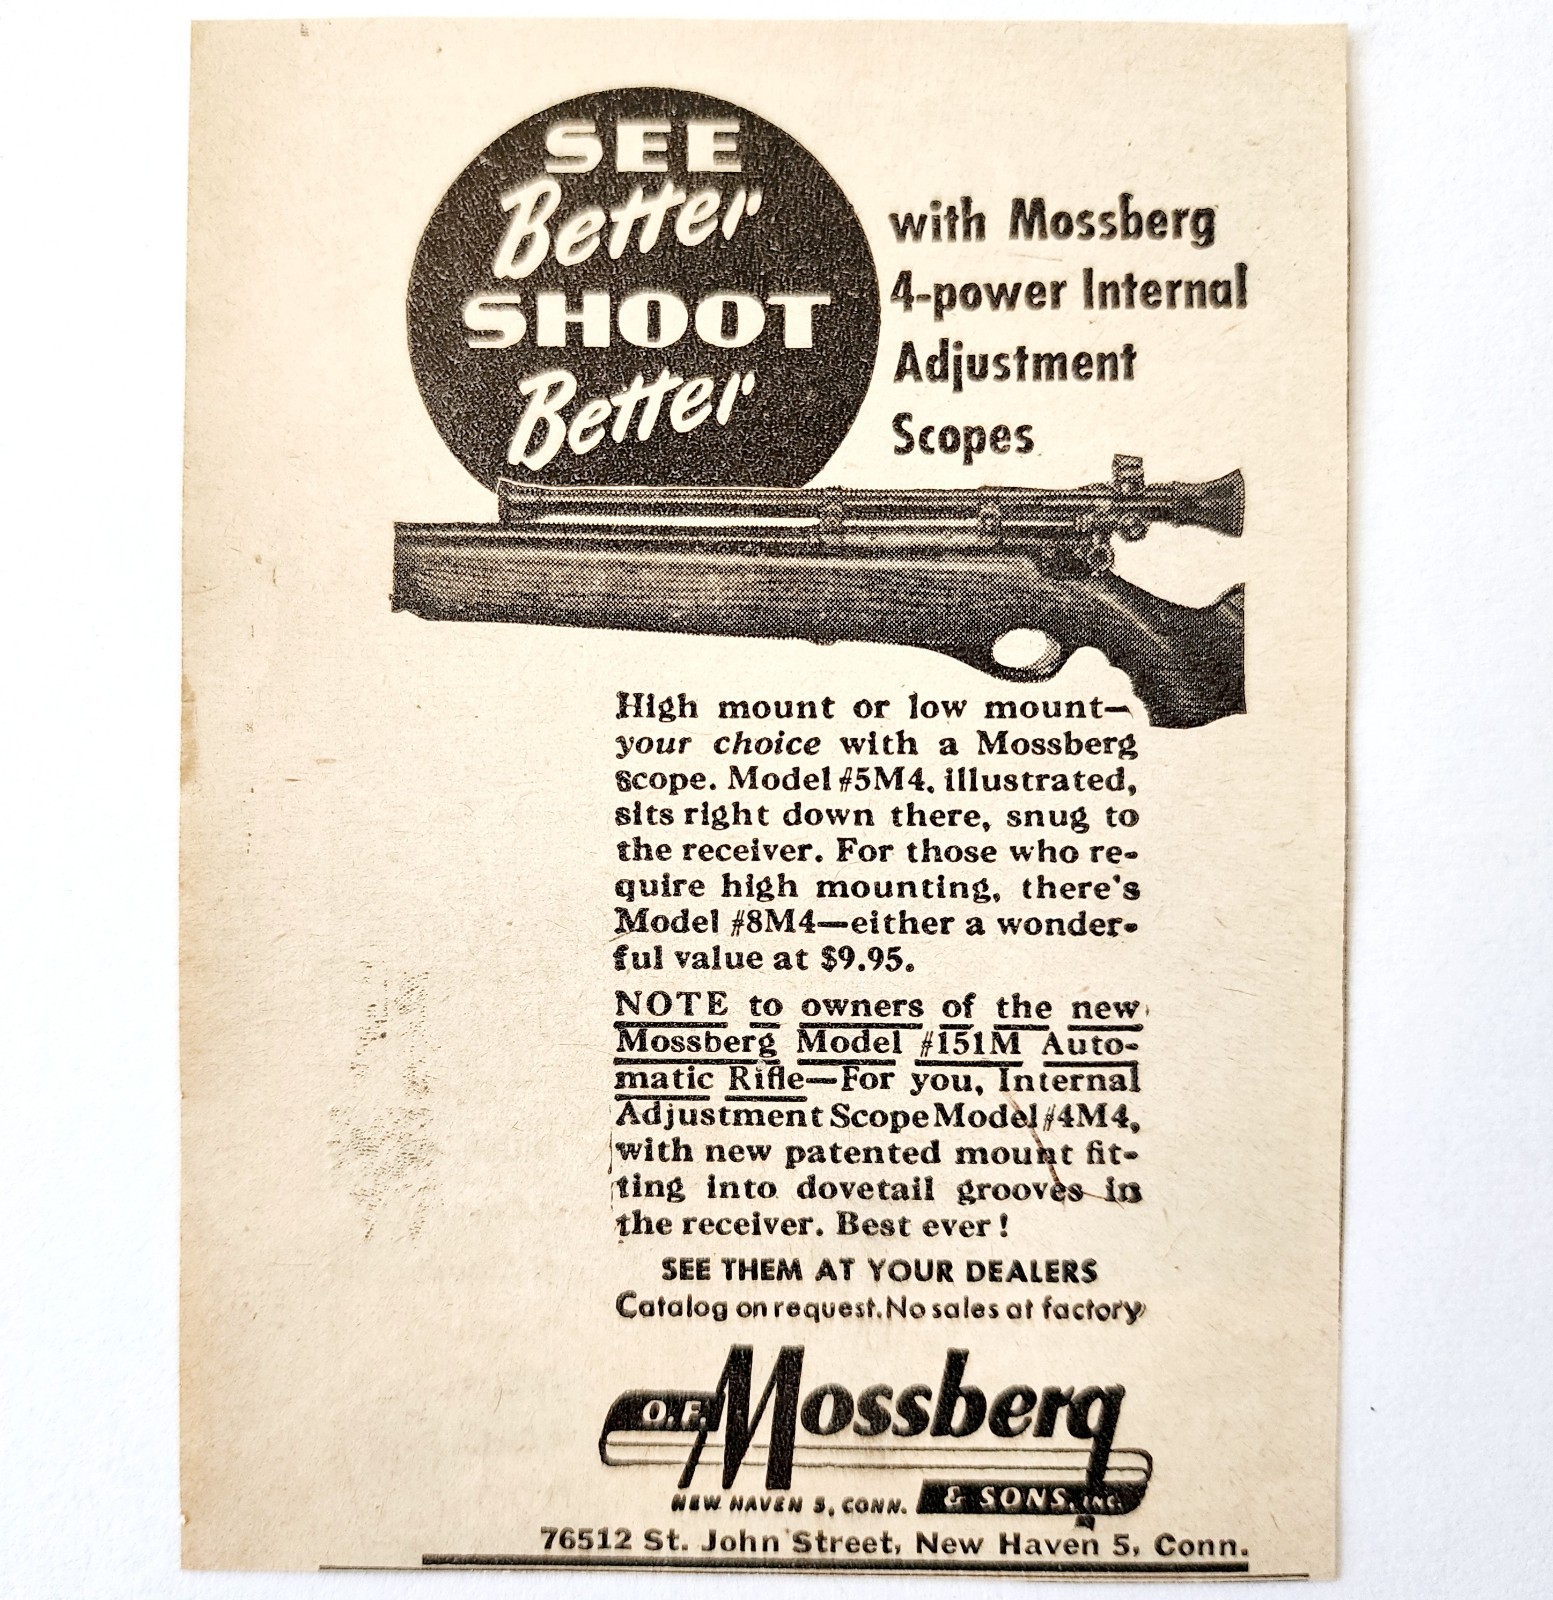 SEE
Better
SHOOT
Better
with Mossberg
4-power Internal
Adjustment
Scopes
High mount or low mount—
your choice with a Mossberg
scope. Model #5M4, illustrated,
sits right down there, snug to
the receiver. For those who re-
quire high mounting, there's
Model #8M4—either a wonder-
ful value at $9.95.
NOTE to owners of the new
Mossberg Model #151M Auto-
matic Rifle—For you, Internal
Adjustment Scope Model #4M4,
with new patented mount fit-
ting into dovetail grooves in
the receiver. Best ever!
SEE THEM AT YOUR DEALERS
Catalog on request. No sales at factory
O.F. Mossberg
& SONS, INC.
NEW HAVEN 5, CONN.
76512 St. John Street, New Haven 5, Conn.